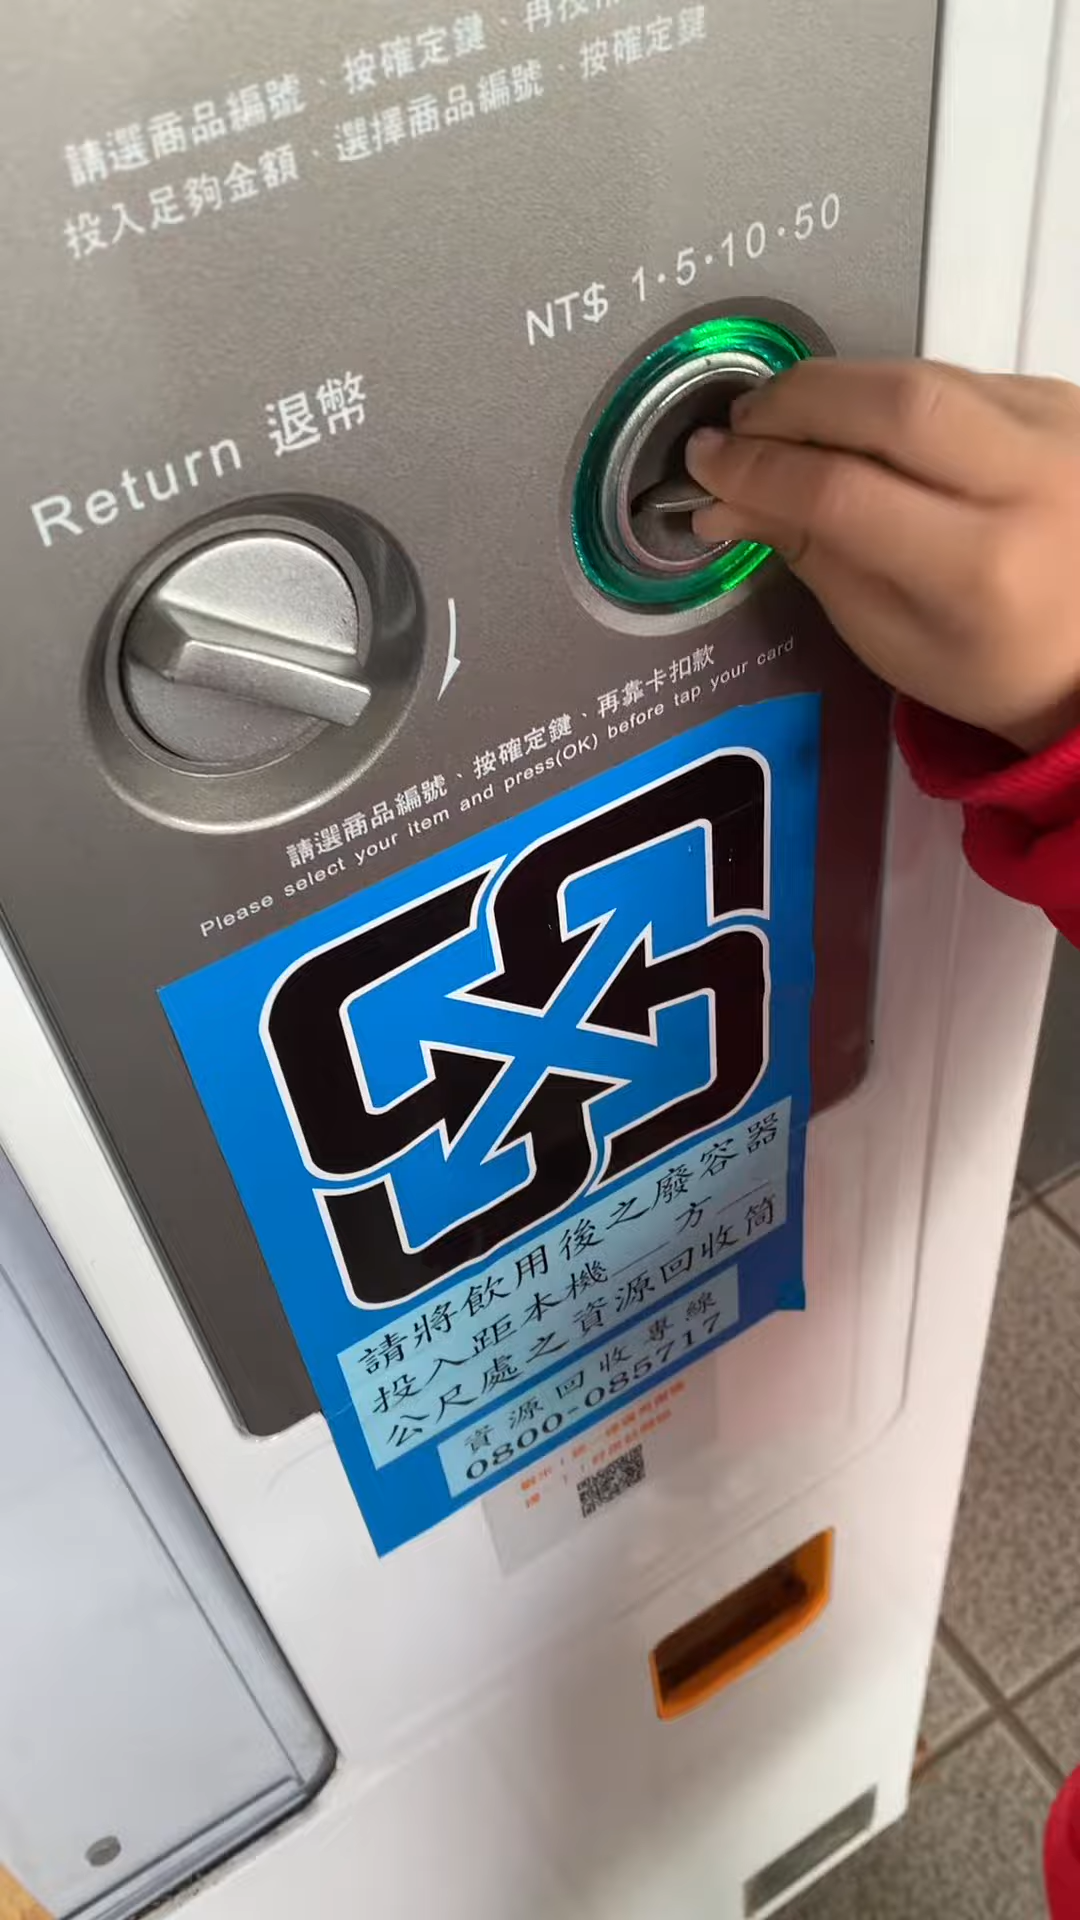 請選商品編號、按確定鍵、再投
投入足夠金額、選擇商品編號、按確定鍵
NT$ 1·5·10·50
Return 退幣
請選商品編號、按確定鍵、再靠卡扣款
Please select your item and press(OK) before tap your card
請將飲用後之廢容器
投入距本機__方__
公尺處之資源回收筒
資源回收專線
0800-085717